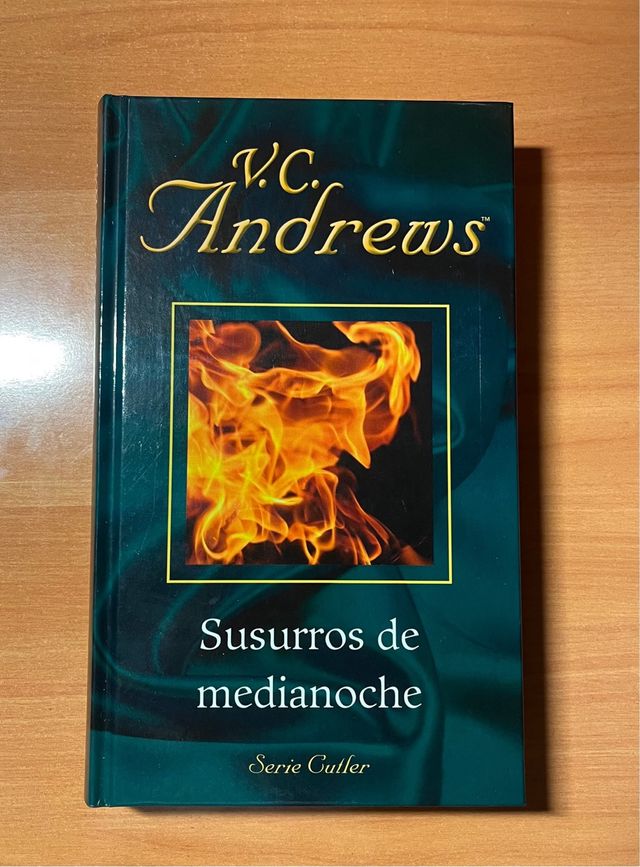 V.C.
Andrews™
Susurros de
medianoche
Serie Cutler